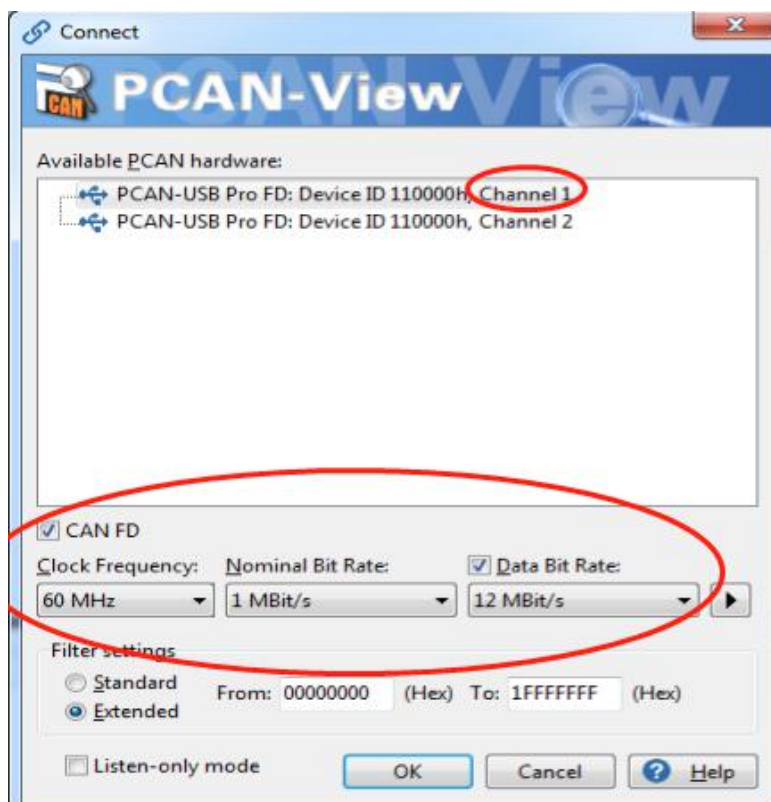 Connect
CAN
PCAN-View
Available PCAN hardware:
PCAN-USB Pro FD: Device ID 110000h, Channel 1
PCAN-USB Pro FD: Device ID 110000h, Channel 2
CAN FD
Clock Frequency: Nominal Bit Rate: Data Bit Rate:
60 MHz 1 MBit/s 12 MBit/s
Filter settings
Standard
From: 00000000 (Hex) To: 1FFFFFFF (Hex)
Extended
Listen-only mode OK Cancel Help